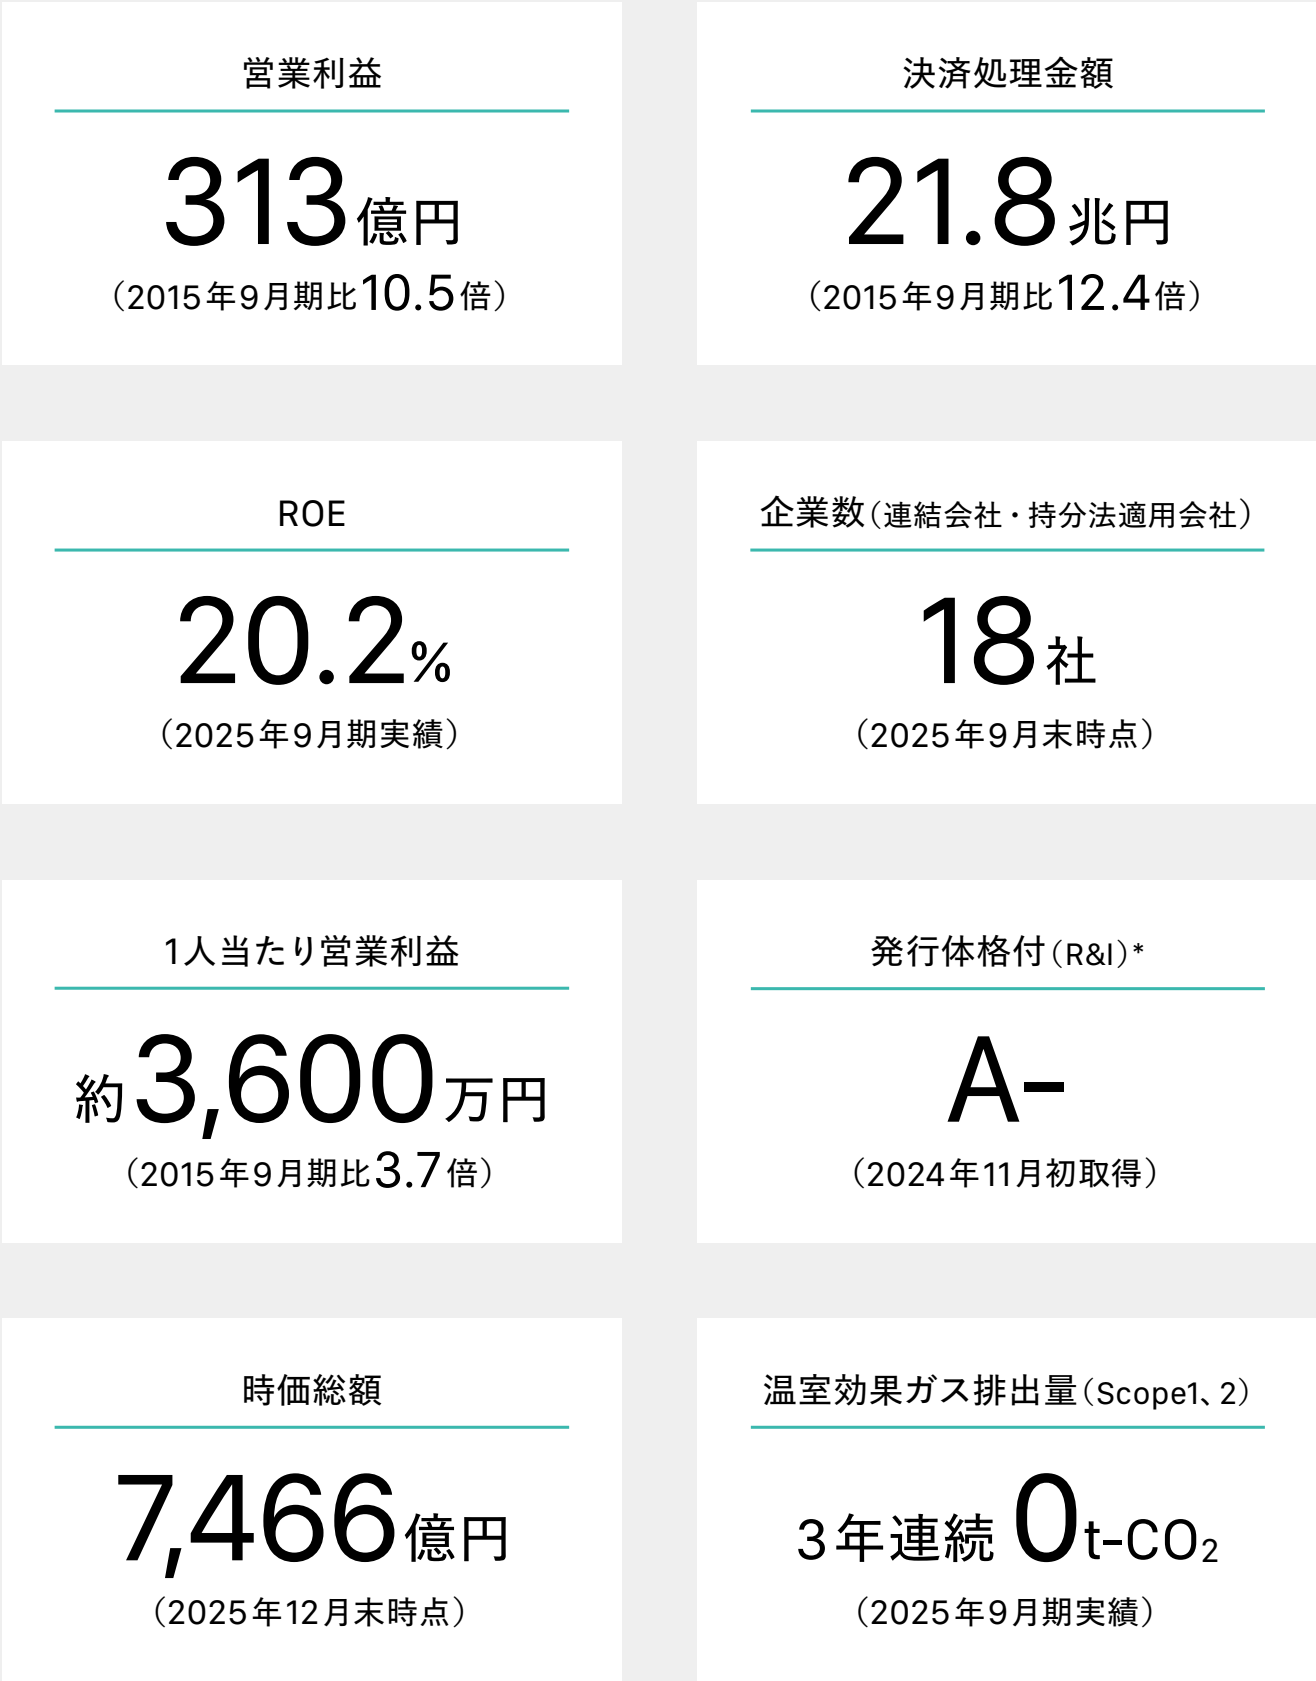 営業利益
313億円
（2015年9月期比10.5倍）
決済処理金額
21.8兆円
（2015年9月期比12.4倍）
ROE
20.2%
（2025年9月期実績）
企業数（連結会社・持分法適用会社）
18社
（2025年9月末時点）
1人当たり営業利益
約3,600万円
（2015年9月期比3.7倍）
発行体格付（R&I）*
A-
（2024年11月初取得）
時価総額
7,466億円
（2025年12月末時点）
温室効果ガス排出量（Scope1、2）
3年連続 0t-CO₂
（2025年9月期実績）